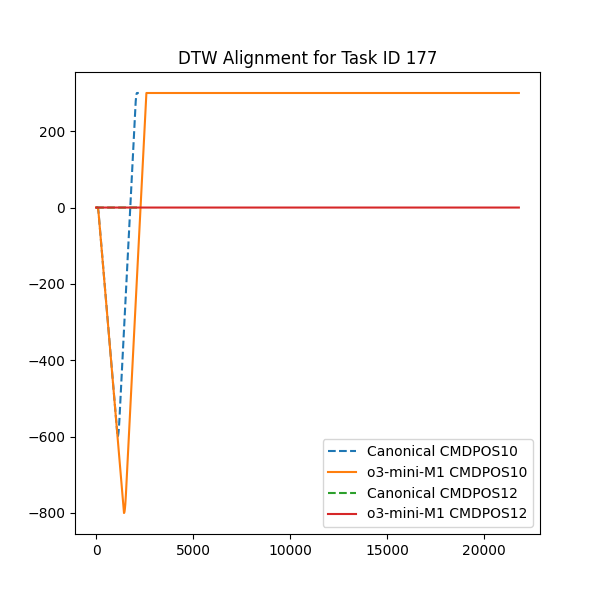 DTW Alignment for Task ID 177
200
0
−200
−400
−600
−800
0 5000 10000 15000 20000
Canonical CMDPOS10
o3-mini-M1 CMDPOS10
Canonical CMDPOS12
o3-mini-M1 CMDPOS12